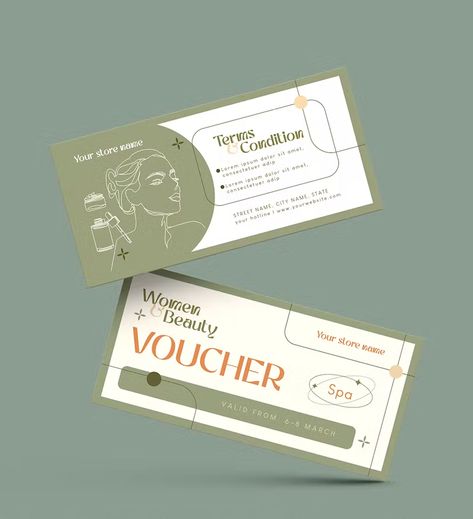 Your store name
Terms
& Condition
Lorem ipsum dolor sit amet,
consectetuer adip
Lorem ipsum dolor sit amet,
consectetuer adip
STREET NAME, CITY NAME, STATE
your hotline \ www.yourwebsite.com
Women
& Beauty
VOUCHER
Your store name
Spa
VALID FROM, 6-8 MARCH